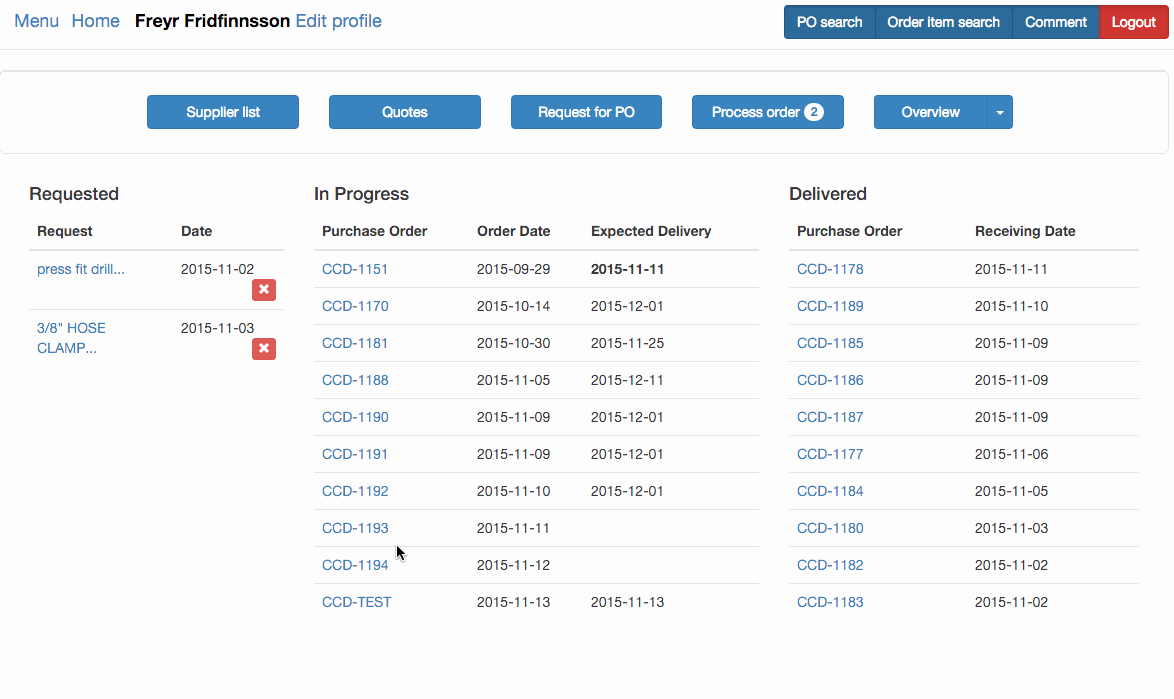 Menu Home Freyr Fridfinnsson Edit profile PO search Order item search Comment Logout
Supplier list Quotes Request for PO Process order 2 Overview
Requested
Request Date
press fit drill... 2015-11-02
3/8" HOSE 2015-11-03
CLAMP...
In Progress
Purchase Order Order Date Expected Delivery
CCD-1151 2015-09-29 2015-11-11
CCD-1170 2015-10-14 2015-12-01
CCD-1181 2015-10-30 2015-11-25
CCD-1188 2015-11-05 2015-12-11
CCD-1190 2015-11-09 2015-12-01
CCD-1191 2015-11-09 2015-12-01
CCD-1192 2015-11-10 2015-12-01
CCD-1193 2015-11-11
CCD-1194 2015-11-12
CCD-TEST 2015-11-13 2015-11-13
Delivered
Purchase Order Receiving Date
CCD-1178 2015-11-11
CCD-1189 2015-11-10
CCD-1185 2015-11-09
CCD-1186 2015-11-09
CCD-1187 2015-11-09
CCD-1177 2015-11-06
CCD-1184 2015-11-05
CCD-1180 2015-11-03
CCD-1182 2015-11-02
CCD-1183 2015-11-02